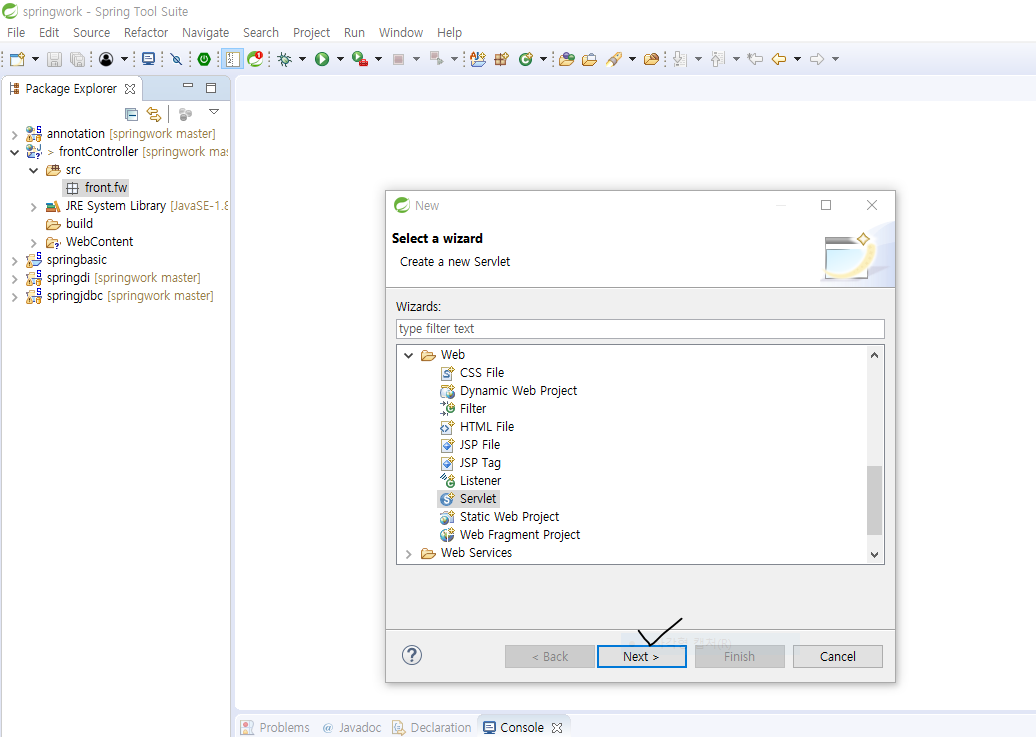 springwork - Spring Tool Suite
File Edit Source Refactor Navigate Search Project Run Window Help
Package Explorer
annotation [springwork master]
> frontController [springwork mas
src
front.fw
JRE System Library [JavaSE-1.8
build
WebContent
springbasic
springdi [springwork master]
springjdbc [springwork master]
New
Select a wizard
Create a new Servlet
Wizards:
type filter text
Web
CSS File
Dynamic Web Project
Filter
HTML File
JSP File
JSP Tag
Listener
Servlet
Static Web Project
Web Fragment Project
Web Services
< Back Next > Finish Cancel
Problems @ Javadoc Declaration Console